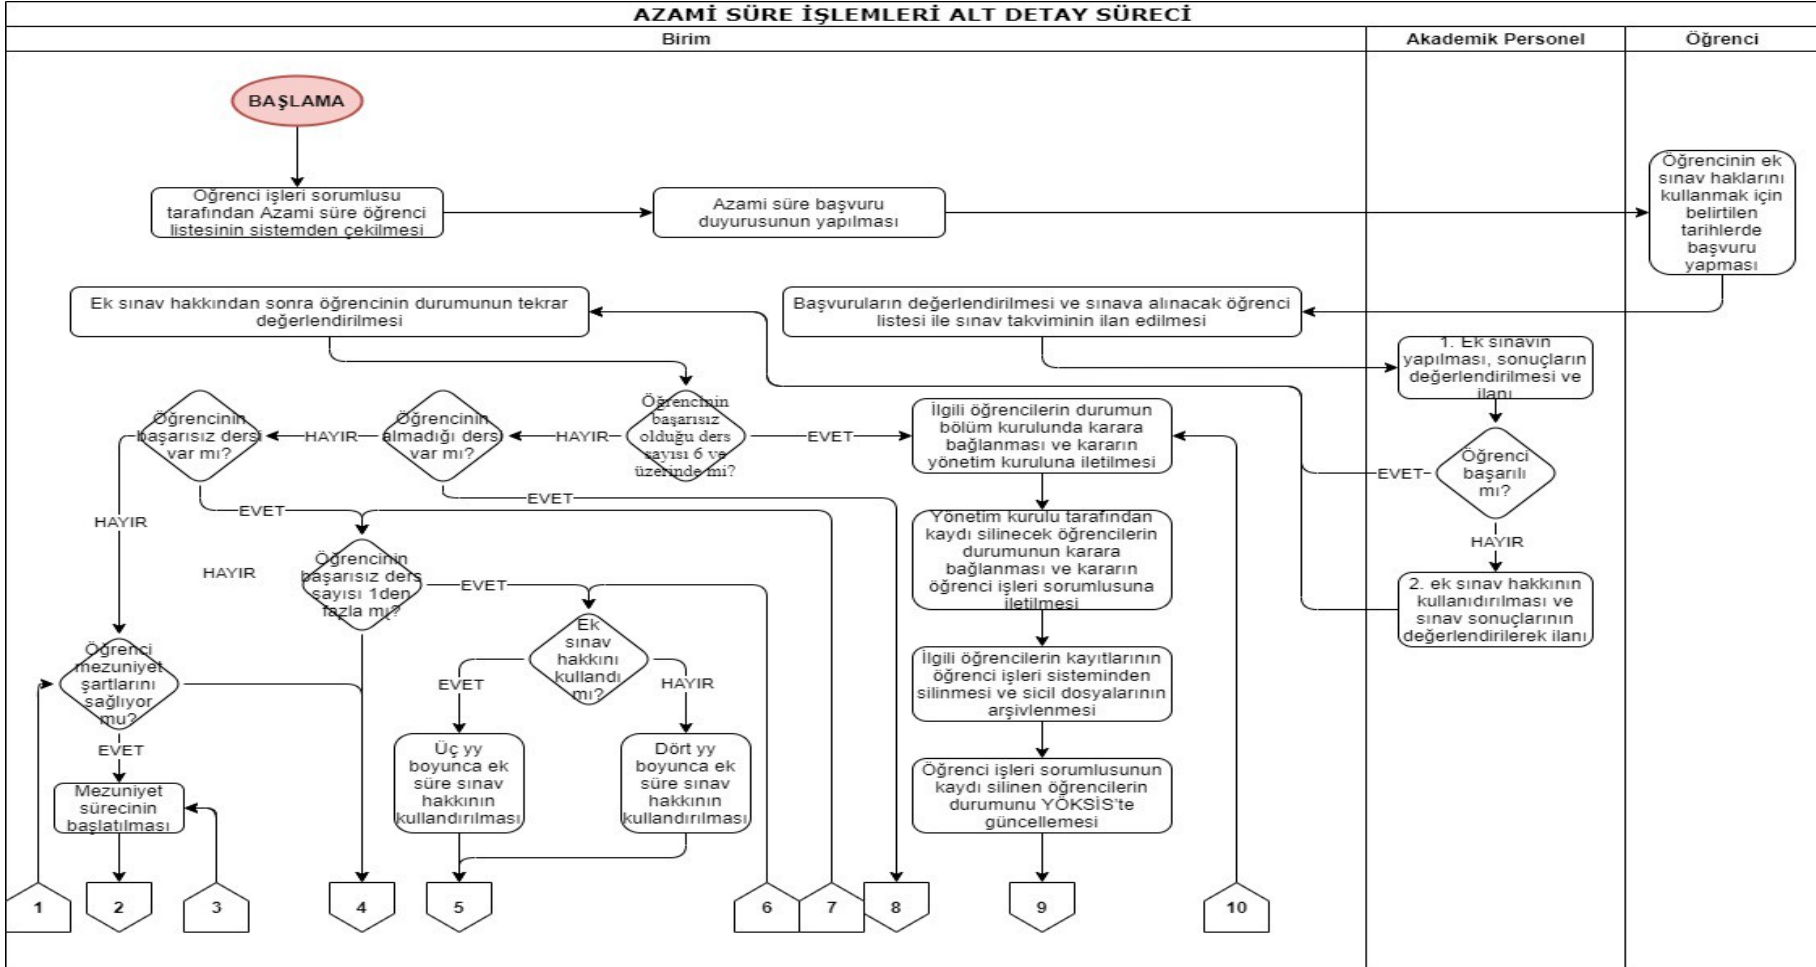 AZAMİ SÜRE İŞLEMLERİ ALT DETAY SÜRECİ
Birim
Akademik Personel
Öğrenci
BAŞLAMA
Öğrenci işleri sorumlusu
tarafından Azami süre öğrenci
listesinin sistemden çekilmesi
Azami süre başvuru
duyurusunun yapılması
Öğrencinin ek
sınav haklarını
kullanmak için
belirtilen
tarihlerde
başvuru
yapması
Ek sınav hakkından sonra öğrencinin durumunun tekrar
değerlendirilmesi
Başvuruların değerlendirilmesi ve sınava alınacak öğrenci
listesi ile sınav takviminin ilan edilmesi
1. Ek sınavın
yapılması, sonuçların
değerlendirilmesi ve
ilanı
Öğrencinin
başarısız dersi
var mı?
HAYIR
Öğrencinin
almadığı dersi
var mı?
HAYIR
Öğrencinin
başarısız
olduğu ders
sayısı 6 ve
üzerinde mi?
EVET
İlgili öğrencilerin durumun
bölüm kurulunda karara
bağlanması ve kararın
yönetim kuruluna iletilmesi
EVET
Öğrenci
başarılı
mı?
HAYIR
EVET
EVET
HAYIR
HAYIR
Öğrencinin
başarısız ders
sayısı 1den
fazla mı?
EVET
Yönetim kurulu tarafından
kaydı silinecek öğrencilerin
durumunun karara
bağlanması ve kararın
öğrenci işleri sorumlusuna
iletilmesi
2. ek sınav hakkının
kullanıdırılması ve
sınav sonuçlarının
değerlendirilerek ilanı
Öğrenci
mezuniyet
şartlarını
sağlıyor
mu?
EVET
Ek
sınav
hakkını
kullandı
mı?
EVET
HAYIR
İlgili öğrencilerin kayıtlarının
öğrenci işleri sisteminden
silinmesi ve sicil dosyalarının
arşivlenmesi
Mezuniyet
sürecinin
başlatılması
Üç yy
boyunca ek
süre sınav
hakkının
kullandırılması
Dört yy
boyunca ek
süre sınav
hakkının
kullandırılması
Öğrenci işleri sorumlusunun
kaydı silinen öğrencilerin
durumunu YÖKSİS'te
güncellemesi
1
2
3
4
5
6
7
8
9
10